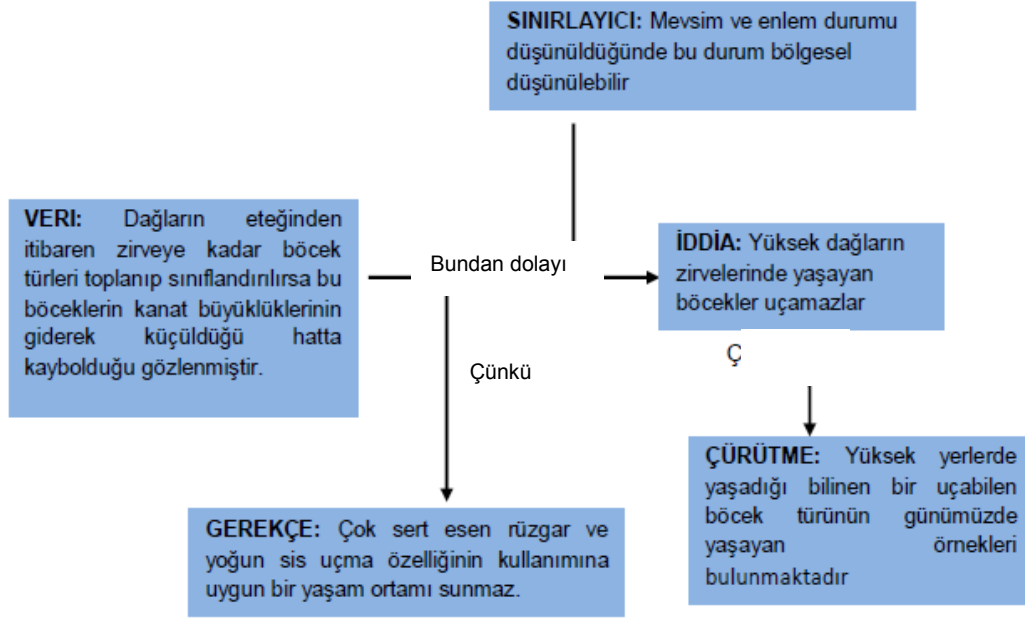 SINIRLAYICI: Mevsim ve enlem durumu
düşünüldüğünde bu durum bölgesel
düşünülebilir
VERI: Dağların eteğinden
itibaren zirveye kadar böcek
türleri toplanıp sınıflandırılırsa bu
böceklerin kanat büyüklüklerinin
giderek küçüldüğü hatta
kaybolduğu gözlenmiştir.
Bundan dolayı
İDDİA: Yüksek dağların
zirvelerinde yaşayan
böcekler uçamazlar
Çünkü
ÇÜRÜTME: Yüksek yerlerde
yaşadığı bilinen bir uçabilen
böcek türünün günümüzde
yaşayan örnekleri
bulunmaktadır
GEREKÇE: Çok sert esen rüzgar ve
yoğun sis uçma özelliğinin kullanımına
uygun bir yaşam ortamı sunmaz.